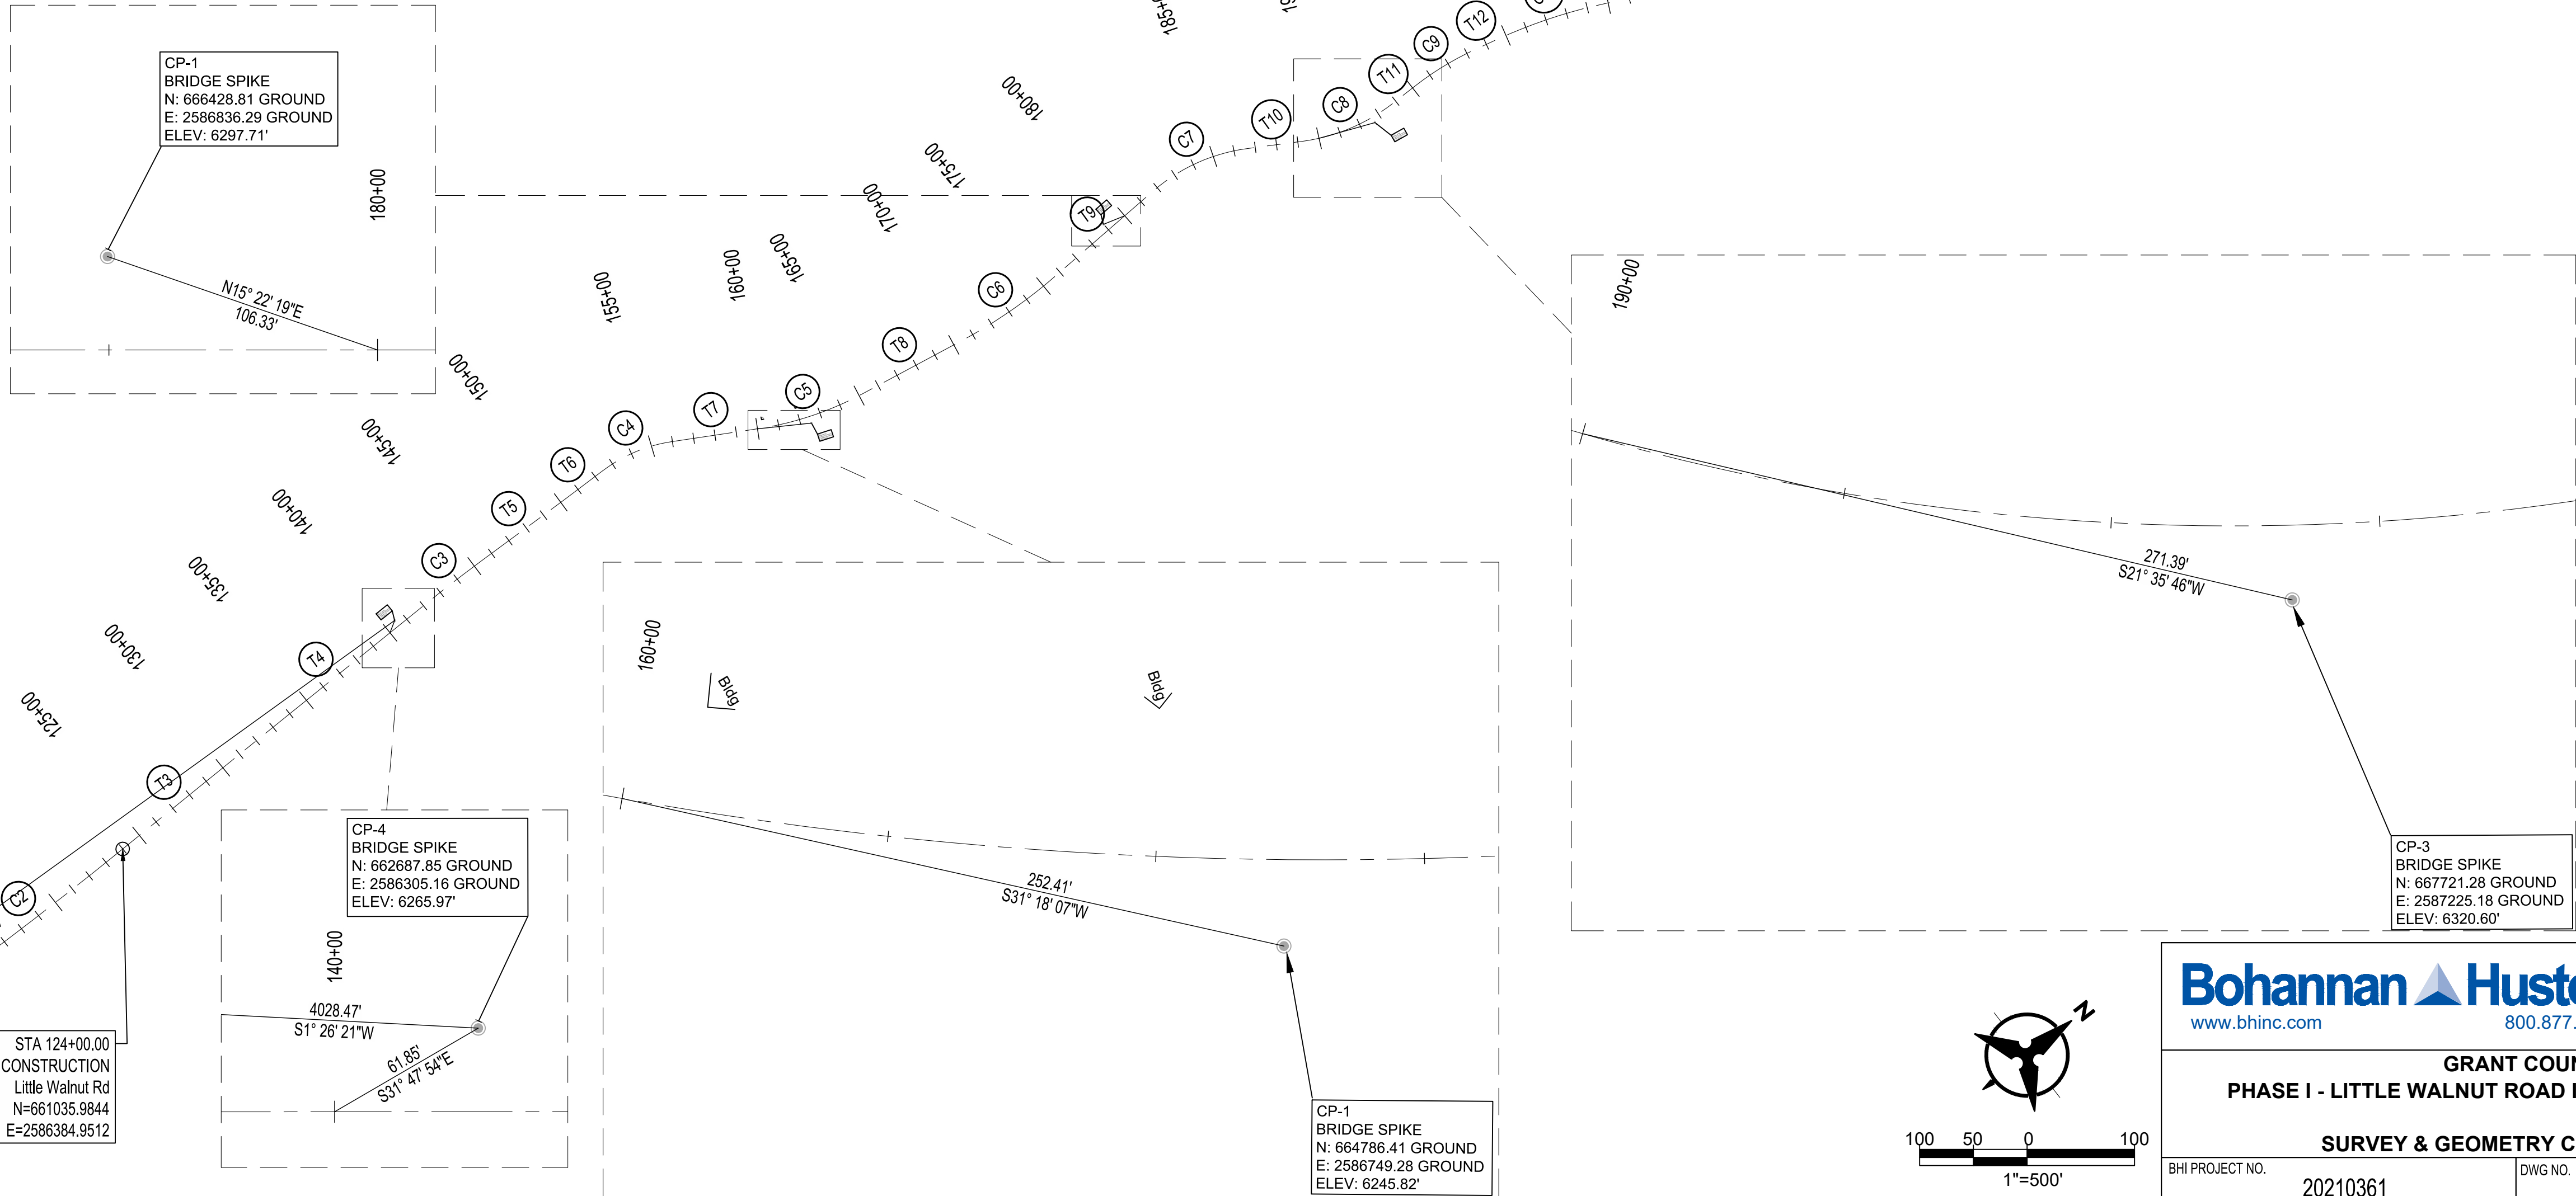 CP-1
BRIDGE SPIKE
N: 666428.81 GROUND
E: 2586836.29 GROUND
ELEV: 6297.71'
180+00
N15° 22' 19"E
106.33'
185+0
180+00
175+00
170+00
165+00
160+00
155+00
150+00
145+00
140+00
135+00
130+00
125+00
T12
C9
T11
C8
T10
C7
T9
C6
T8
C5
T7
C4
T6
T5
C3
T4
T3
C2
190+00
271.39'
S21° 35' 46"W
CP-3
BRIDGE SPIKE
N: 667721.28 GROUND
E: 2587225.18 GROUND
ELEV: 6320.60'
160+00
Bldg
Bldg
252.41'
S31° 18' 07"W
CP-1
BRIDGE SPIKE
N: 664786.41 GROUND
E: 2586749.28 GROUND
ELEV: 6245.82'
CP-4
BRIDGE SPIKE
N: 662687.85 GROUND
E: 2586305.16 GROUND
ELEV: 6265.97'
140+00
4028.47'
S1° 26' 21"W
61.85'
S31° 47' 54"E
STA 124+00.00
CONSTRUCTION
Little Walnut Rd
N=661035.9844
E=2586384.9512
N
100 50 0 100
1"=500'
Bohannan Husto
www.bhinc.com 800.877.
GRANT COUN
PHASE I - LITTLE WALNUT ROAD
SURVEY & GEOMETRY C
BHI PROJECT NO.
20210361
DWG NO.